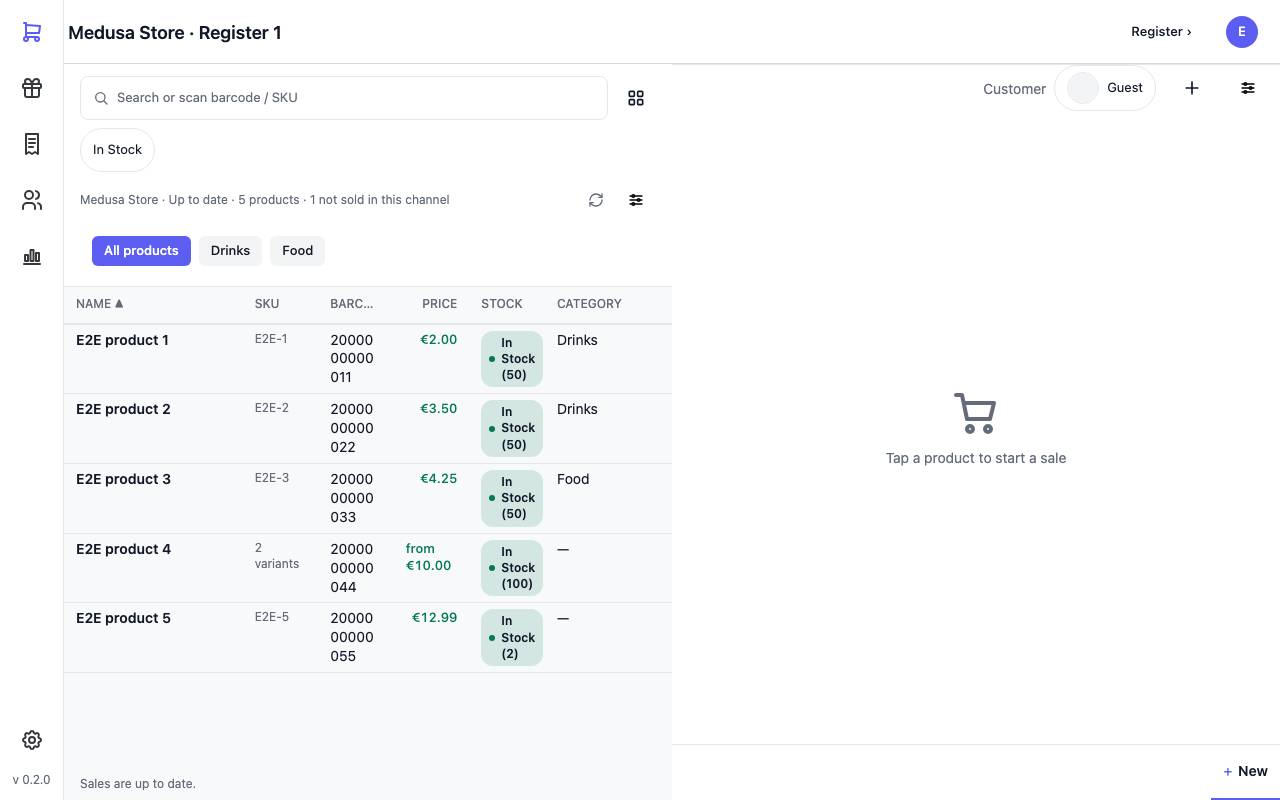 Medusa Store · Register 1
Register ›
E
Search or scan barcode / SKU
Customer
Guest
In Stock
Medusa Store · Up to date · 5 products · 1 not sold in this channel
All products
Drinks
Food
NAME ▲
SKU
BARC...
PRICE
STOCK
CATEGORY
E2E product 1
E2E-1
20000
00000
011
€2.00
In
Stock
(50)
Drinks
E2E product 2
E2E-2
20000
00000
022
€3.50
In
Stock
(50)
Drinks
E2E product 3
E2E-3
20000
00000
033
€4.25
In
Stock
(50)
Food
E2E product 4
2
variants
20000
00000
044
from
€10.00
In
Stock
(100)
—
E2E product 5
E2E-5
20000
00000
055
€12.99
In
Stock
(2)
—
Tap a product to start a sale
+ New
v 0.2.0
Sales are up to date.